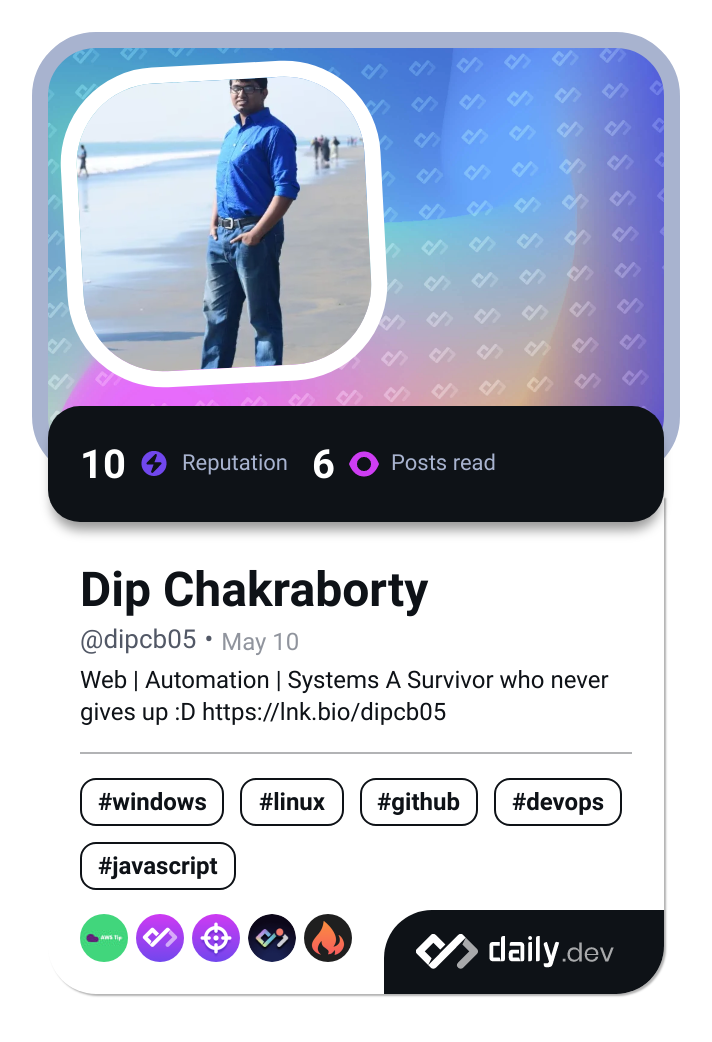 10 Reputation 6 Posts read
Dip Chakraborty
@dipcb05 • May 10
Web | Automation | Systems A Survivor who never
gives up :D https://lnk.bio/dipcb05
#windows #linux #github #devops
#javascript
AWS Tip
daily.dev